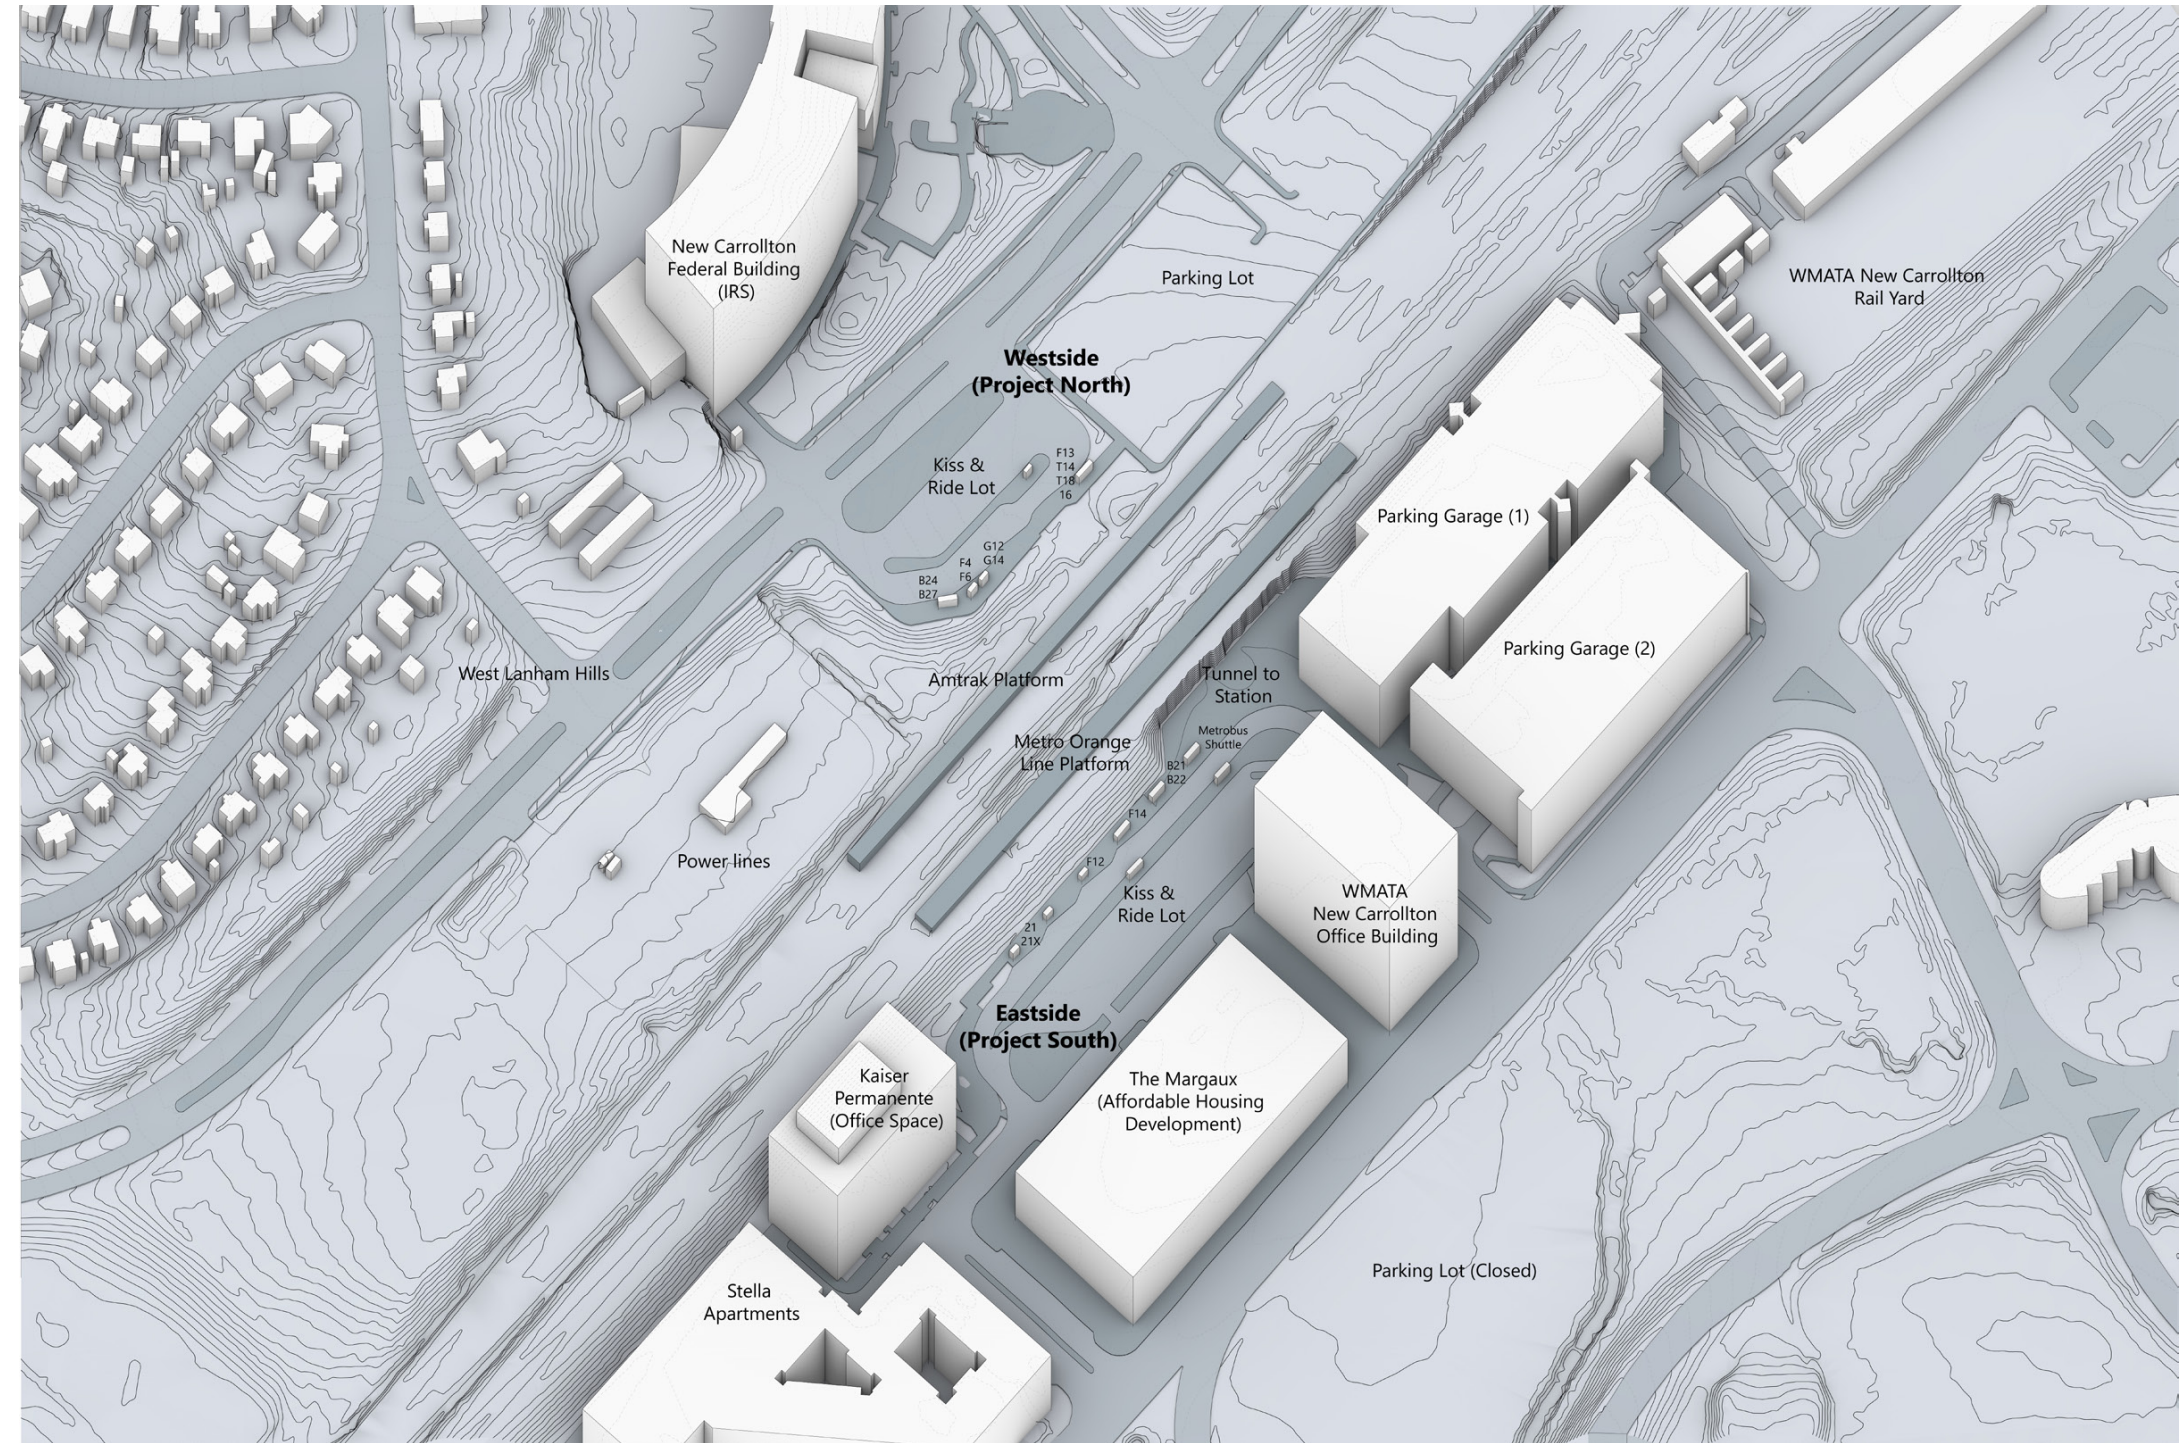 New Carrollton
Federal Building
(IRS)
Parking Lot
WMATA New Carrollton
Rail Yard
Westside
(Project North)
Kiss &
Ride Lot
F13
T14
T18
16
Parking Garage (1)
G12
G14
F4
F6
B24
B27
Parking Garage (2)
West Lanham Hills
Amtrak Platform
Tunnel to
Station
Metro Orange
Line Platform
Metrobus
Shuttle
B21
B22
F14
Power lines
F12
Kiss &
Ride Lot
WMATA
New Carrollton
Office Building
21
21X
Eastside
(Project South)
Kaiser
Permanente
(Office Space)
The Margaux
(Affordable Housing
Development)
Parking Lot (Closed)
Stella
Apartments